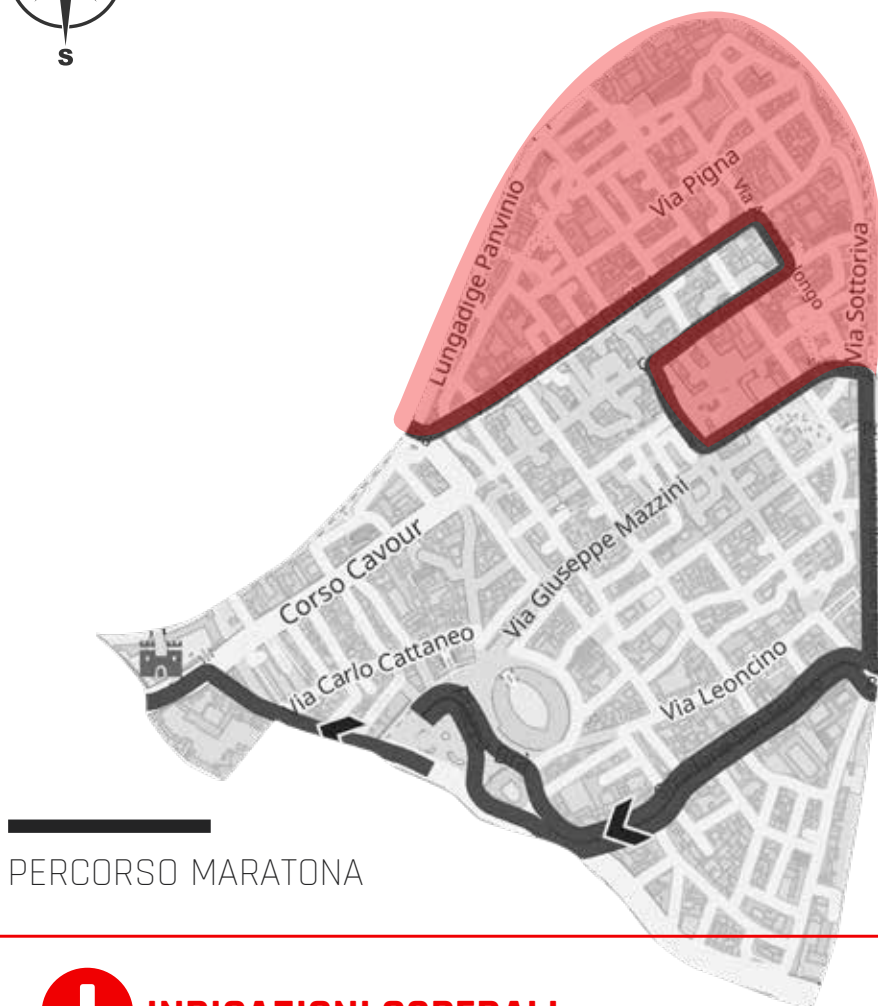 S
Via Pigna
Lungadige Panvinio
Via Sottoriva
Via Giuseppe Mazzini
Corso Cavour
Via Carlo Cattaneo
Via Leoncino
PERCORSO MARATONA